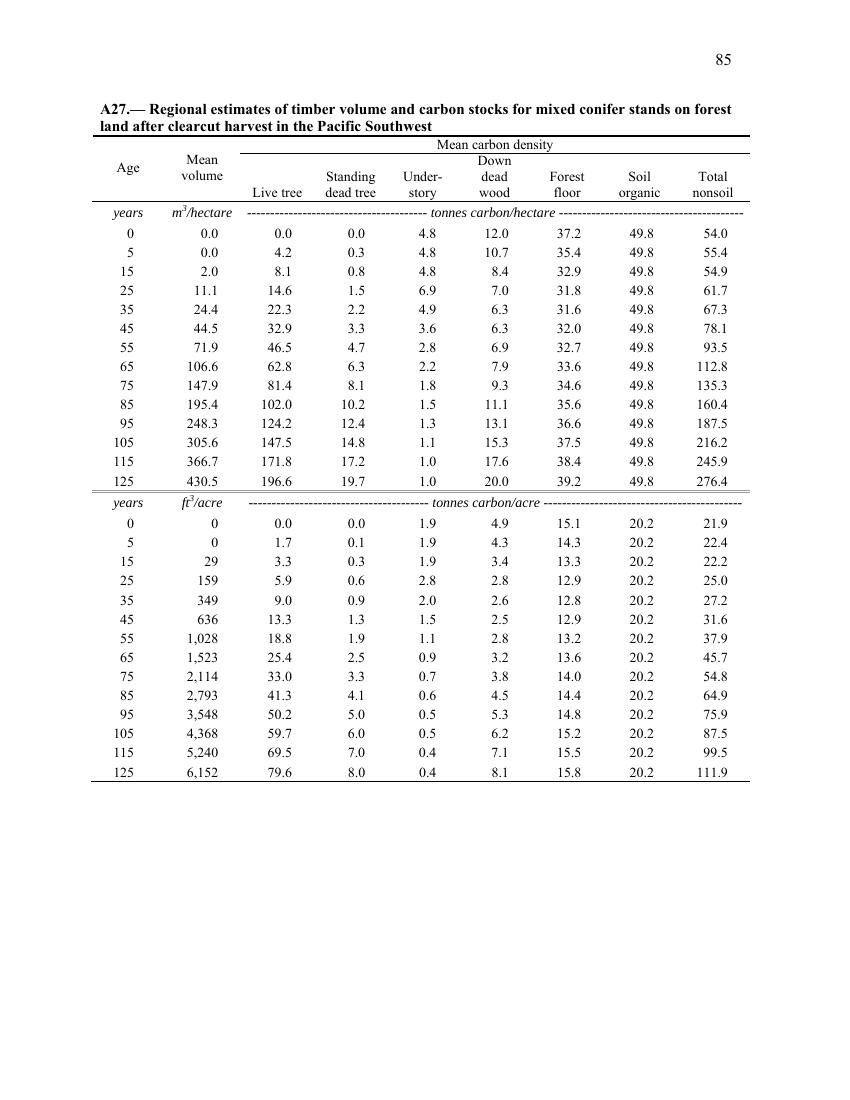 85
A27.— Regional estimates of timber volume and carbon stocks for mixed conifer stands on forest
land after clearcut harvest in the Pacific Southwest
Age Mean volume Mean carbon density
Live tree Standing dead tree Under-story Down dead wood Forest floor Soil organic Total nonsoil
years m³/hectare ---------------------------------------- tonnes carbon/hectare ----------------------------------------
0 0.0 0.0 0.0 4.8 12.0 37.2 49.8 54.0
5 0.0 4.2 0.3 4.8 10.7 35.4 49.8 55.4
15 2.0 8.1 0.8 4.8 8.4 32.9 49.8 54.9
25 11.1 14.6 1.5 6.9 7.0 31.8 49.8 61.7
35 24.4 22.3 2.2 4.9 6.3 31.6 49.8 67.3
45 44.5 32.9 3.3 3.6 6.3 32.0 49.8 78.1
55 71.9 46.5 4.7 2.8 6.9 32.7 49.8 93.5
65 106.6 62.8 6.3 2.2 7.9 33.6 49.8 112.8
75 147.9 81.4 8.1 1.8 9.3 34.6 49.8 135.3
85 195.4 102.0 10.2 1.5 11.1 35.6 49.8 160.4
95 248.3 124.2 12.4 1.3 13.1 36.6 49.8 187.5
105 305.6 147.5 14.8 1.1 15.3 37.5 49.8 216.2
115 366.7 171.8 17.2 1.0 17.6 38.4 49.8 245.9
125 430.5 196.6 19.7 1.0 20.0 39.2 49.8 276.4
years ft³/acre ---------------------------------------- tonnes carbon/acre ----------------------------------------
0 0 0.0 0.0 1.9 4.9 15.1 20.2 21.9
5 0 1.7 0.1 1.9 4.3 14.3 20.2 22.4
15 29 3.3 0.3 1.9 3.4 13.3 20.2 22.2
25 159 5.9 0.6 2.8 2.8 12.9 20.2 25.0
35 349 9.0 0.9 2.0 2.6 12.8 20.2 27.2
45 636 13.3 1.3 1.5 2.5 12.9 20.2 31.6
55 1,028 18.8 1.9 1.1 2.8 13.2 20.2 37.9
65 1,523 25.4 2.5 0.9 3.2 13.6 20.2 45.7
75 2,114 33.0 3.3 0.7 3.8 14.0 20.2 54.8
85 2,793 41.3 4.1 0.6 4.5 14.4 20.2 64.9
95 3,548 50.2 5.0 0.5 5.3 14.8 20.2 75.9
105 4,368 59.7 6.0 0.5 6.2 15.2 20.2 87.5
115 5,240 69.5 7.0 0.4 7.1 15.5 20.2 99.5
125 6,152 79.6 8.0 0.4 8.1 15.8 20.2 111.9